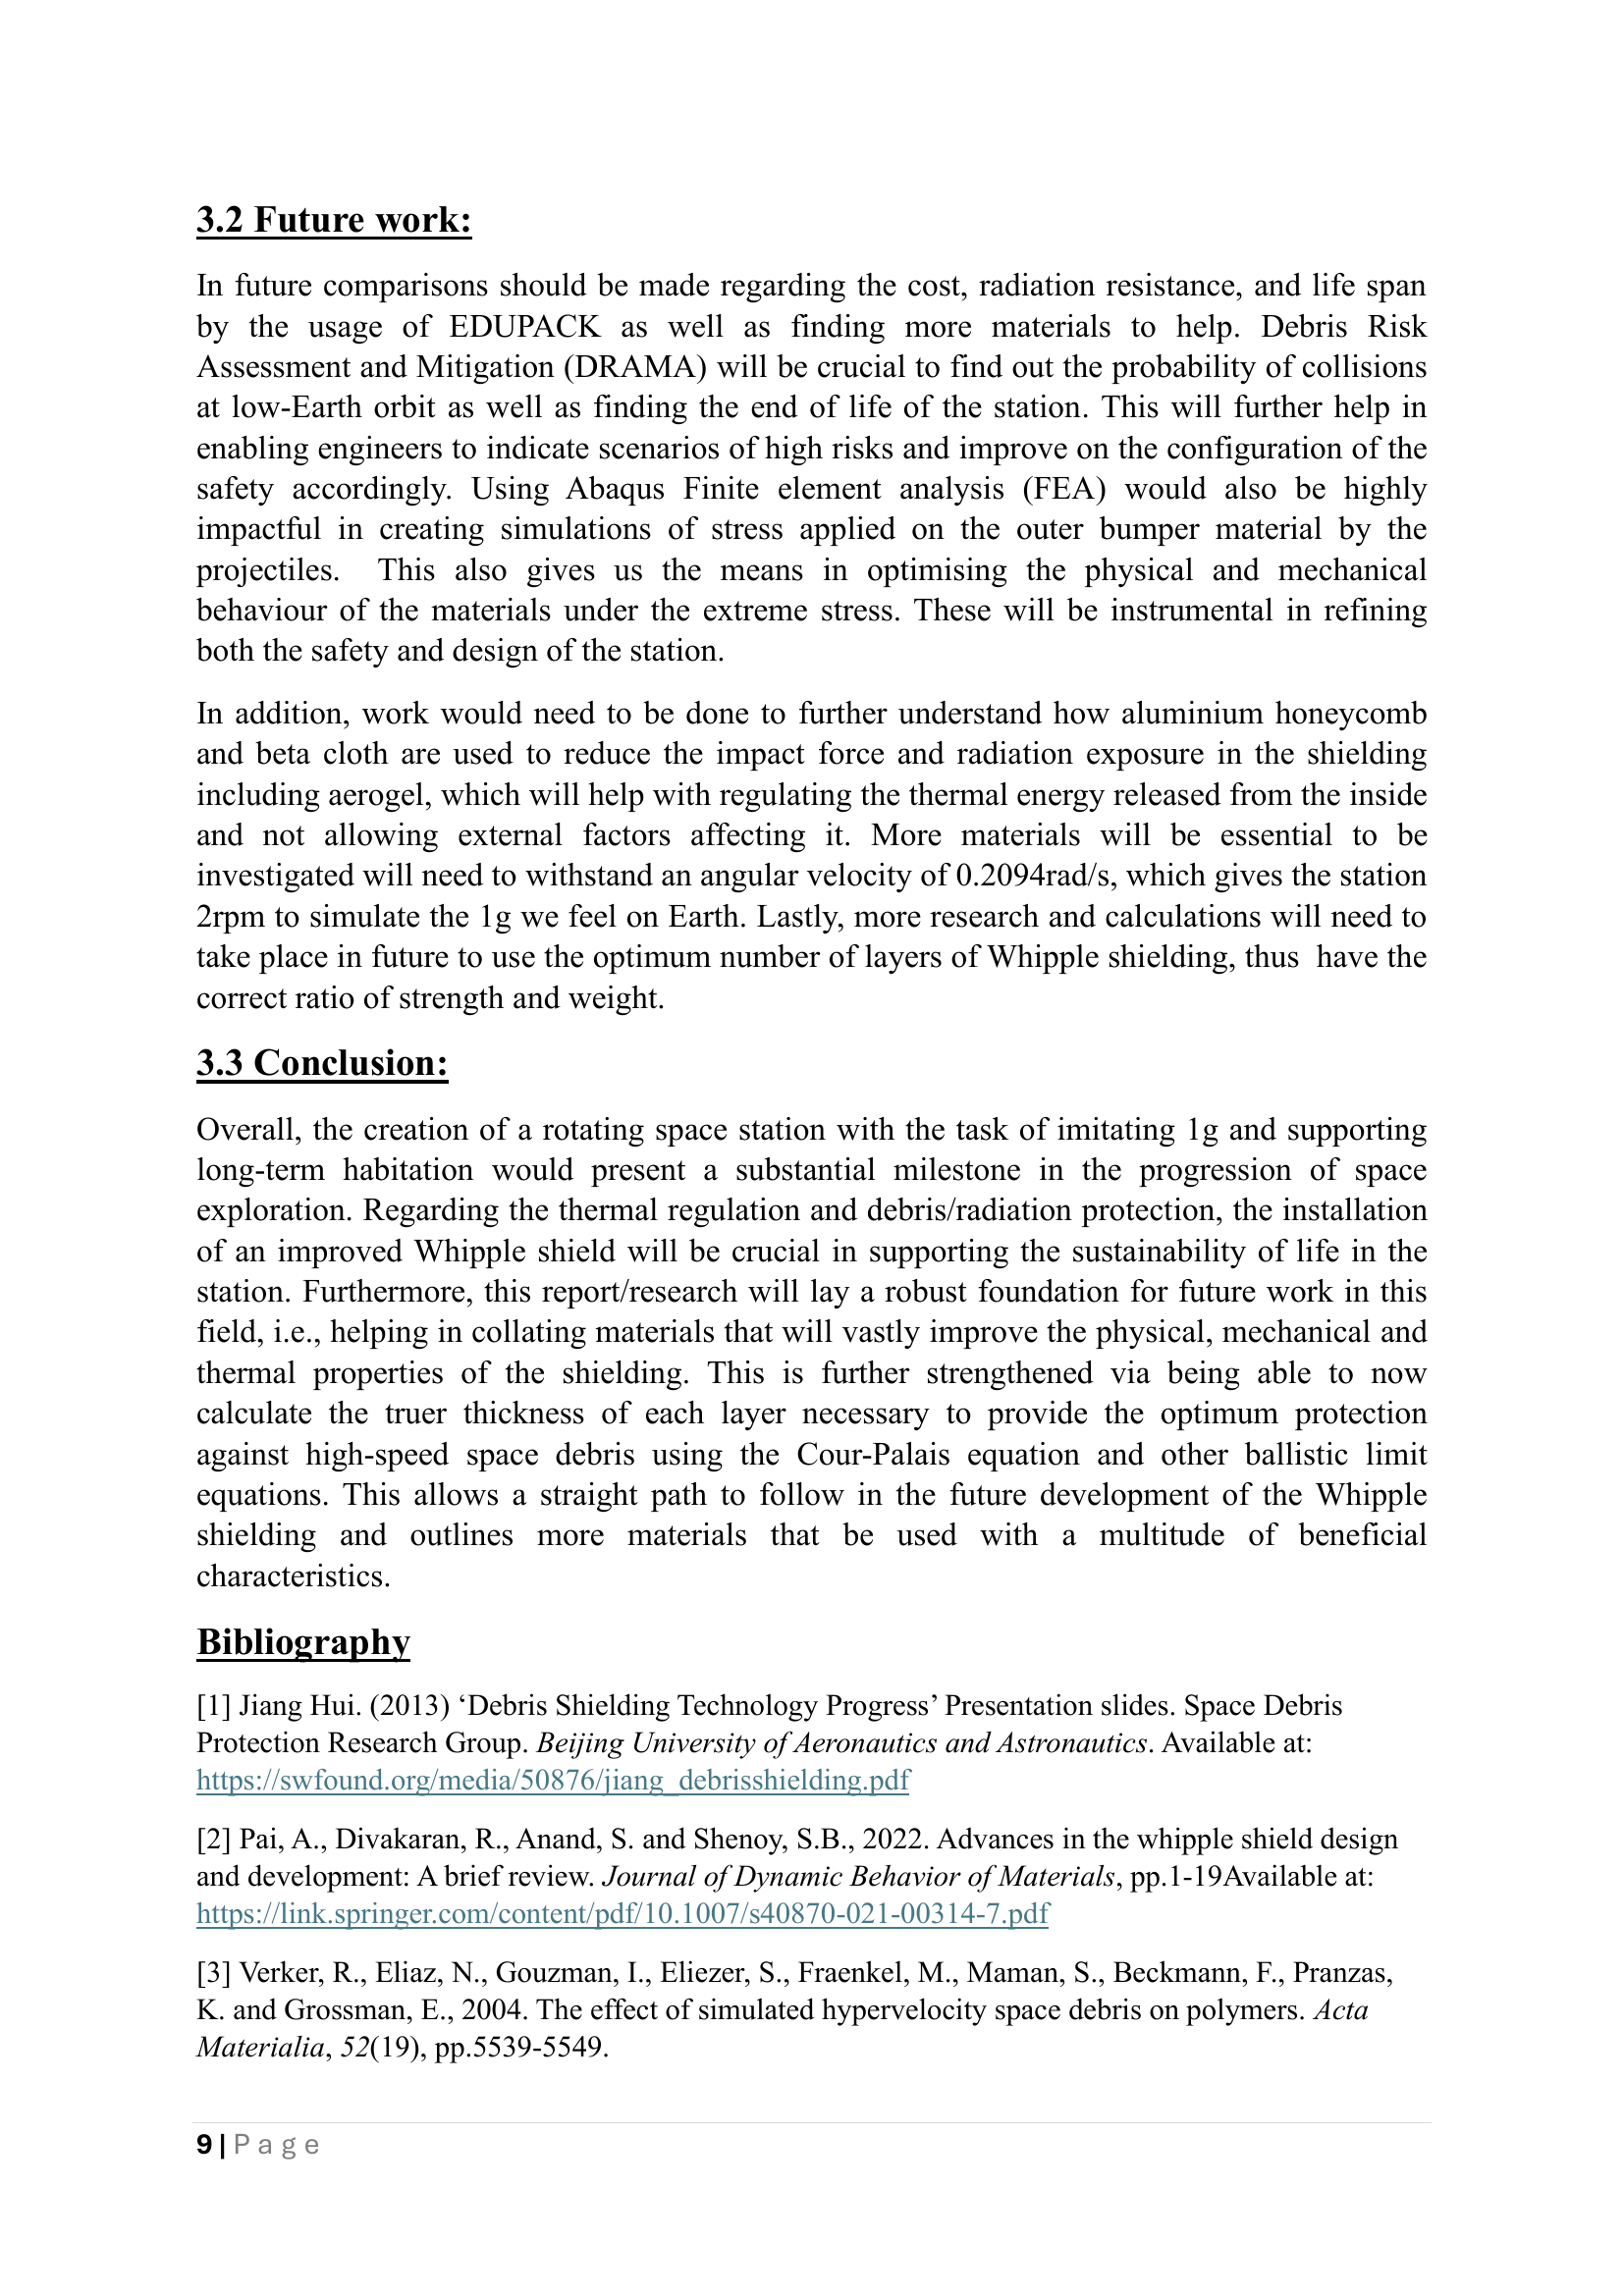 3.2 Future work:
In future comparisons should be made regarding the cost, radiation resistance, and life span
by the usage of EDUPACK as well as finding more materials to help. Debris Risk
Assessment and Mitigation (DRAMA) will be crucial to find out the probability of collisions
at low-Earth orbit as well as finding the end of life of the station. This will further help in
enabling engineers to indicate scenarios of high risks and improve on the configuration of the
safety accordingly. Using Abaqus Finite element analysis (FEA) would also be highly
impactful in creating simulations of stress applied on the outer bumper material by the
projectiles.  This also gives us the means in optimising the physical and mechanical
behaviour of the materials under the extreme stress. These will be instrumental in refining
both the safety and design of the station.
In addition, work would need to be done to further understand how aluminium honeycomb
and beta cloth are used to reduce the impact force and radiation exposure in the shielding
including aerogel, which will help with regulating the thermal energy released from the inside
and not allowing external factors affecting it. More materials will be essential to be
investigated will need to withstand an angular velocity of 0.2094rad/s, which gives the station
2rpm to simulate the 1g we feel on Earth. Lastly, more research and calculations will need to
take place in future to use the optimum number of layers of Whipple shielding, thus  have the
correct ratio of strength and weight.
3.3 Conclusion:
Overall, the creation of a rotating space station with the task of imitating 1g and supporting
long-term habitation would present a substantial milestone in the progression of space
exploration. Regarding the thermal regulation and debris/radiation protection, the installation
of an improved Whipple shield will be crucial in supporting the sustainability of life in the
station. Furthermore, this report/research will lay a robust foundation for future work in this
field, i.e., helping in collating materials that will vastly improve the physical, mechanical and
thermal properties of the shielding. This is further strengthened via being able to now
calculate the truer thickness of each layer necessary to provide the optimum protection
against high-speed space debris using the Cour-Palais equation and other ballistic limit
equations. This allows a straight path to follow in the future development of the Whipple
shielding and outlines more materials that be used with a multitude of beneficial
characteristics.
Bibliography
[1] Jiang Hui. (2013) ‘Debris Shielding Technology Progress’ Presentation slides. Space Debris
Protection Research Group. Beijing University of Aeronautics and Astronautics. Available at:
https://swfound.org/media/50876/jiang_debrisshielding.pdf
[2] Pai, A., Divakaran, R., Anand, S. and Shenoy, S.B., 2022. Advances in the whipple shield design
and development: A brief review. Journal of Dynamic Behavior of Materials, pp.1-19Available at:
https://link.springer.com/content/pdf/10.1007/s40870-021-00314-7.pdf
[3] Verker, R., Eliaz, N., Gouzman, I., Eliezer, S., Fraenkel, M., Maman, S., Beckmann, F., Pranzas,
K. and Grossman, E., 2004. The effect of simulated hypervelocity space debris on polymers. Acta
Materialia, 52(19), pp.5539-5549.
9 | Page